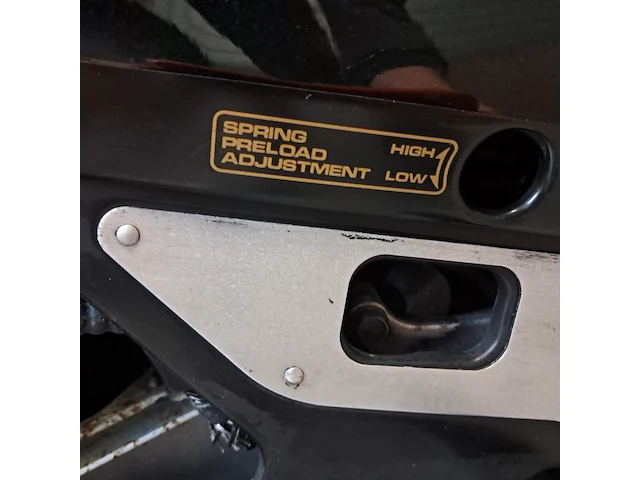 SPRING
PRELOAD
ADJUSTMENT
HIGH
LOW